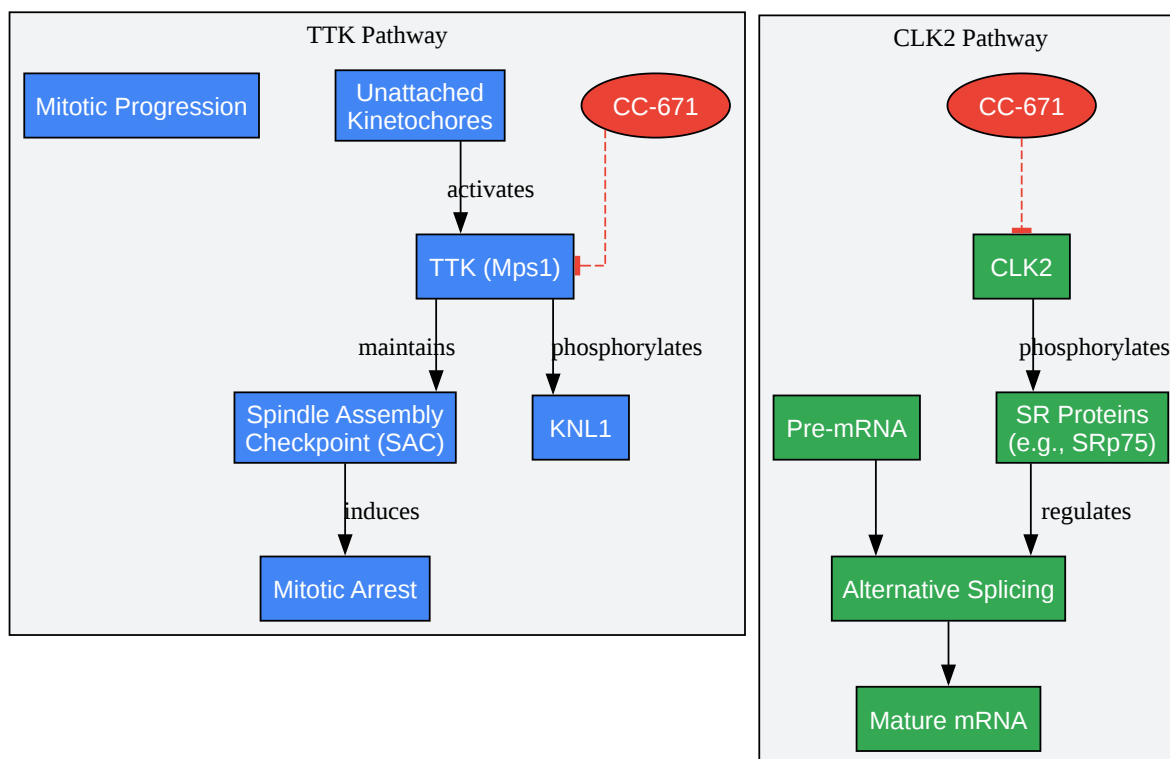 TTK Pathway
Mitotic Progression
Unattached
Kinetochores
CC-671
activates
TTK (Mps1)
maintains
phosphorylates
Spindle Assembly
Checkpoint (SAC)
KNL1
induces
Mitotic Arrest
CLK2 Pathway
CC-671
CLK2
phosphorylates
Pre-mRNA
SR Proteins
(e.g., SRp75)
regulates
Alternative Splicing
Mature mRNA